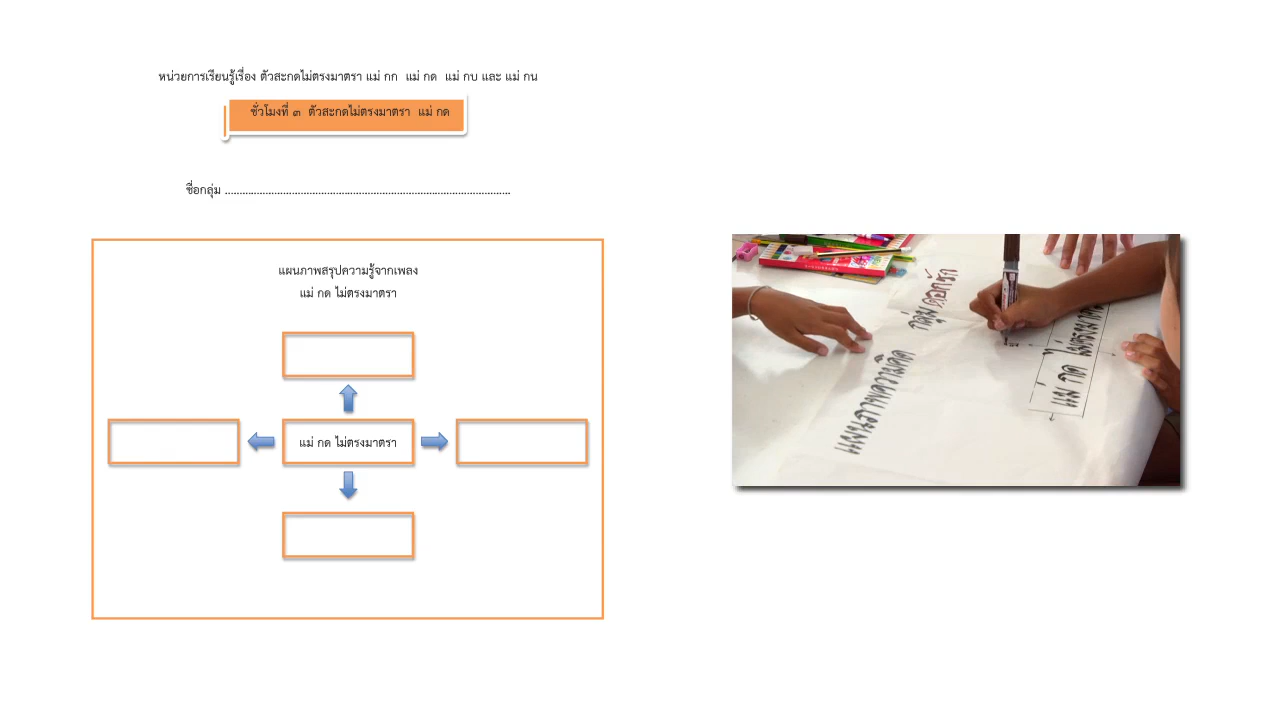 หน่วยการเรียนรู้เรื่อง ตัวสะกดไม่ตรงมาตรา แม่ กก แม่ กด แม่ กบ และ แม่ กน
ชั่วโมงที่ ๓ ตัวสะกดไม่ตรงมาตรา แม่ กด
ชื่อกลุ่ม ..................................................................................................
แผนภาพสรุปความรู้จากเพลง
แม่ กด ไม่ตรงมาตรา
แม่ กด ไม่ตรงมาตรา
แผนภาพความคิด
กลุ่ม ดอกรัก
แม่ กด ไม่ตรงมาต